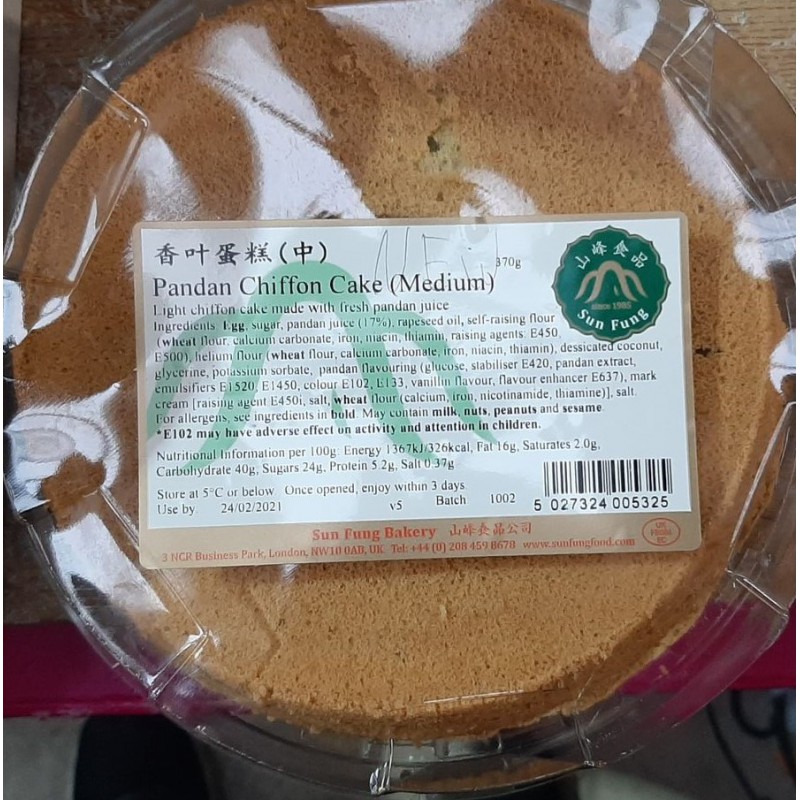 香叶蛋糕(中)
NEW
370g
Pandan Chiffon Cake (Medium)
Light chiffon cake made with fresh pandan juice
Ingredients: Egg, sugar, pandan juice (17%), rapeseed oil, self-raising flour
(wheat flour, calcium carbonate, iron, niacin, thiamin, raising agents: E450,
E500), helium flour (wheat flour, calcium carbonate, iron, niacin, thiamin), dessicated coconut,
glycerine, potassium sorbate, pandan flavouring (glucose, stabiliser E420, pandan extract,
emulsifiers E1520, E1450, colour E102, E133, vanillin flavour, flavour enhancer E637), mark
cream [raising agent E450i, salt, wheat flour (calcium, iron, nicotinamide, thiamine)], salt.
For allergens, see ingredients in bold. May contain milk, nuts, peanuts and sesame.
*E102 may have adverse effect on activity and attention in children.
Nutritional Information per 100g: Energy 1367kJ/326kcal, Fat 16g, Saturates 2.0g,
Carbohydrate 40g, Sugars 24g, Protein 5.2g, Salt 0.37g
Store at 5°C or below Once opened, enjoy within 3 days.
Use by. 24/02/2021 v5 Batch 1002
5 027324 005325
山峰食品
since 1985
Sun Fung
Sun Fung Bakery 山峰食品公司
3 NCR Business Park, London, NW10 0AD, UK. Tel: +44 (0) 208 459 8678 www.sunfungfood.com
UK
EC